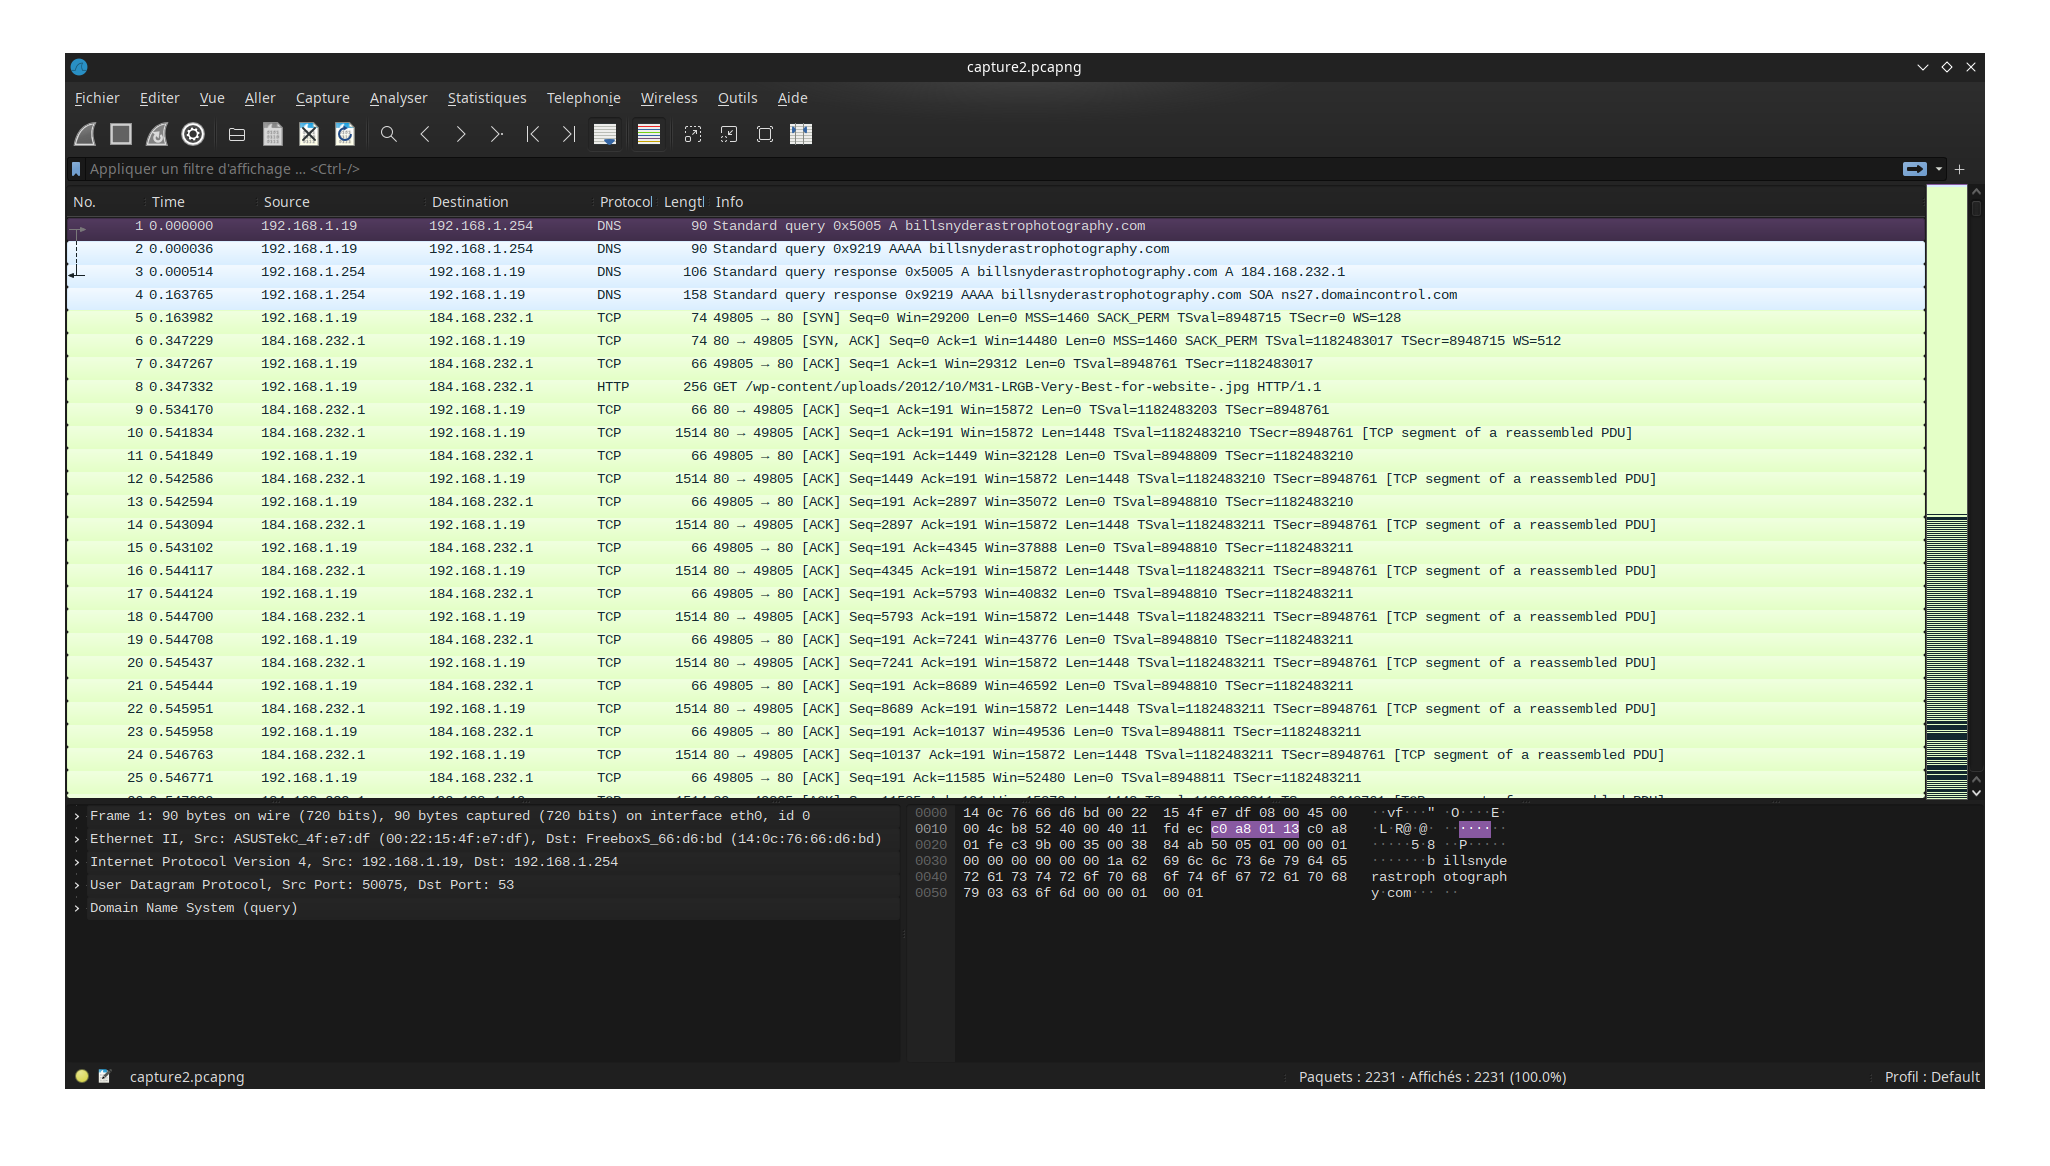 capture2.pcapng
Fichier Editer Vue Aller Capture Analyser Statistiques Telephonie Wireless Outils Aide
Appliquer un filtre d'affichage … <Ctrl-/>
No. Time Source Destination Protocol Lengtl Info
1 0.000000 192.168.1.19 192.168.1.254 DNS 90 Standard query 0x5005 A billsnyderastrophotography.com
2 0.000036 192.168.1.19 192.168.1.254 DNS 90 Standard query 0x9219 AAAA billsnyderastrophotography.com
3 0.000514 192.168.1.254 192.168.1.19 DNS 106 Standard query response 0x5005 A billsnyderastrophotography.com A 184.168.232.1
4 0.163765 192.168.1.254 192.168.1.19 DNS 158 Standard query response 0x9219 AAAA billsnyderastrophotography.com SOA ns27.domaincontrol.com
5 0.163982 192.168.1.19 184.168.232.1 TCP 74 49805 → 80 [SYN] Seq=0 Win=29200 Len=0 MSS=1460 SACK_PERM TSval=8948715 TSecr=0 WS=128
6 0.347229 184.168.232.1 192.168.1.19 TCP 74 80 → 49805 [SYN, ACK] Seq=0 Ack=1 Win=14480 Len=0 MSS=1460 SACK_PERM TSval=1182483017 TSecr=8948715 WS=512
7 0.347267 192.168.1.19 184.168.232.1 TCP 66 49805 → 80 [ACK] Seq=1 Ack=1 Win=29312 Len=0 TSval=8948761 TSecr=1182483017
8 0.347332 192.168.1.19 184.168.232.1 HTTP 256 GET /wp-content/uploads/2012/10/M31-LRGB-Very-Best-for-website-.jpg HTTP/1.1
9 0.534170 184.168.232.1 192.168.1.19 TCP 66 80 → 49805 [ACK] Seq=1 Ack=191 Win=15872 Len=0 TSval=1182483203 TSecr=8948761
10 0.541834 184.168.232.1 192.168.1.19 TCP 1514 80 → 49805 [ACK] Seq=1 Ack=191 Win=15872 Len=1448 TSval=1182483210 TSecr=8948761 [TCP segment of a reassembled PDU]
11 0.541849 192.168.1.19 184.168.232.1 TCP 66 49805 → 80 [ACK] Seq=191 Ack=1449 Win=32128 Len=0 TSval=8948809 TSecr=1182483210
12 0.542586 184.168.232.1 192.168.1.19 TCP 1514 80 → 49805 [ACK] Seq=1449 Ack=191 Win=15872 Len=1448 TSval=1182483210 TSecr=8948761 [TCP segment of a reassembled PDU]
13 0.542594 192.168.1.19 184.168.232.1 TCP 66 49805 → 80 [ACK] Seq=191 Ack=2897 Win=35072 Len=0 TSval=8948810 TSecr=1182483210
14 0.543094 184.168.232.1 192.168.1.19 TCP 1514 80 → 49805 [ACK] Seq=2897 Ack=191 Win=15872 Len=1448 TSval=1182483211 TSecr=8948761 [TCP segment of a reassembled PDU]
15 0.543102 192.168.1.19 184.168.232.1 TCP 66 49805 → 80 [ACK] Seq=191 Ack=4345 Win=37888 Len=0 TSval=8948810 TSecr=1182483211
16 0.544117 184.168.232.1 192.168.1.19 TCP 1514 80 → 49805 [ACK] Seq=4345 Ack=191 Win=15872 Len=1448 TSval=1182483211 TSecr=8948761 [TCP segment of a reassembled PDU]
17 0.544124 192.168.1.19 184.168.232.1 TCP 66 49805 → 80 [ACK] Seq=191 Ack=5793 Win=40832 Len=0 TSval=8948810 TSecr=1182483211
18 0.544700 184.168.232.1 192.168.1.19 TCP 1514 80 → 49805 [ACK] Seq=5793 Ack=191 Win=15872 Len=1448 TSval=1182483211 TSecr=8948761 [TCP segment of a reassembled PDU]
19 0.544708 192.168.1.19 184.168.232.1 TCP 66 49805 → 80 [ACK] Seq=191 Ack=7241 Win=43776 Len=0 TSval=8948810 TSecr=1182483211
20 0.545437 184.168.232.1 192.168.1.19 TCP 1514 80 → 49805 [ACK] Seq=7241 Ack=191 Win=15872 Len=1448 TSval=1182483211 TSecr=8948761 [TCP segment of a reassembled PDU]
21 0.545444 192.168.1.19 184.168.232.1 TCP 66 49805 → 80 [ACK] Seq=191 Ack=8689 Win=46592 Len=0 TSval=8948810 TSecr=1182483211
22 0.545951 184.168.232.1 192.168.1.19 TCP 1514 80 → 49805 [ACK] Seq=8689 Ack=191 Win=15872 Len=1448 TSval=1182483211 TSecr=8948761 [TCP segment of a reassembled PDU]
23 0.545958 192.168.1.19 184.168.232.1 TCP 66 49805 → 80 [ACK] Seq=191 Ack=10137 Win=49536 Len=0 TSval=8948811 TSecr=1182483211
24 0.546763 184.168.232.1 192.168.1.19 TCP 1514 80 → 49805 [ACK] Seq=10137 Ack=191 Win=15872 Len=1448 TSval=1182483211 TSecr=8948761 [TCP segment of a reassembled PDU]
25 0.546771 192.168.1.19 184.168.232.1 TCP 66 49805 → 80 [ACK] Seq=191 Ack=11585 Win=52480 Len=0 TSval=8948811 TSecr=1182483211
Frame 1: 90 bytes on wire (720 bits), 90 bytes captured (720 bits) on interface eth0, id 0
Ethernet II, Src: ASUSTekC_4f:e7:df (00:22:15:4f:e7:df), Dst: FreeboxS_66:d6:bd (14:0c:76:66:d6:bd)
Internet Protocol Version 4, Src: 192.168.1.19, Dst: 192.168.1.254
User Datagram Protocol, Src Port: 50075, Dst Port: 53
Domain Name System (query)
0000 14 0c 76 66 d6 bd 00 22 15 4f e7 df 08 00 45 00 ··vf···" ·O····E·
0010 00 4c b8 52 40 00 40 11 fd ec c0 a8 01 13 c0 a8 ·L·R@·@· ········
0020 01 fe c3 9b 00 35 00 38 84 ab 50 05 01 00 00 01 ·····5·8 ··P·····
0030 00 00 00 00 00 00 1a 62 69 6c 6c 73 6e 79 64 65 ·······b illsnyde
0040 72 61 73 74 72 6f 70 68 6f 74 6f 67 72 61 70 68 rastroph otograph
0050 79 03 63 6f 6d 00 00 01 00 01 y·com··· ··
capture2.pcapng Paquets : 2231 · Affichés : 2231 (100.0%) Profil : Default